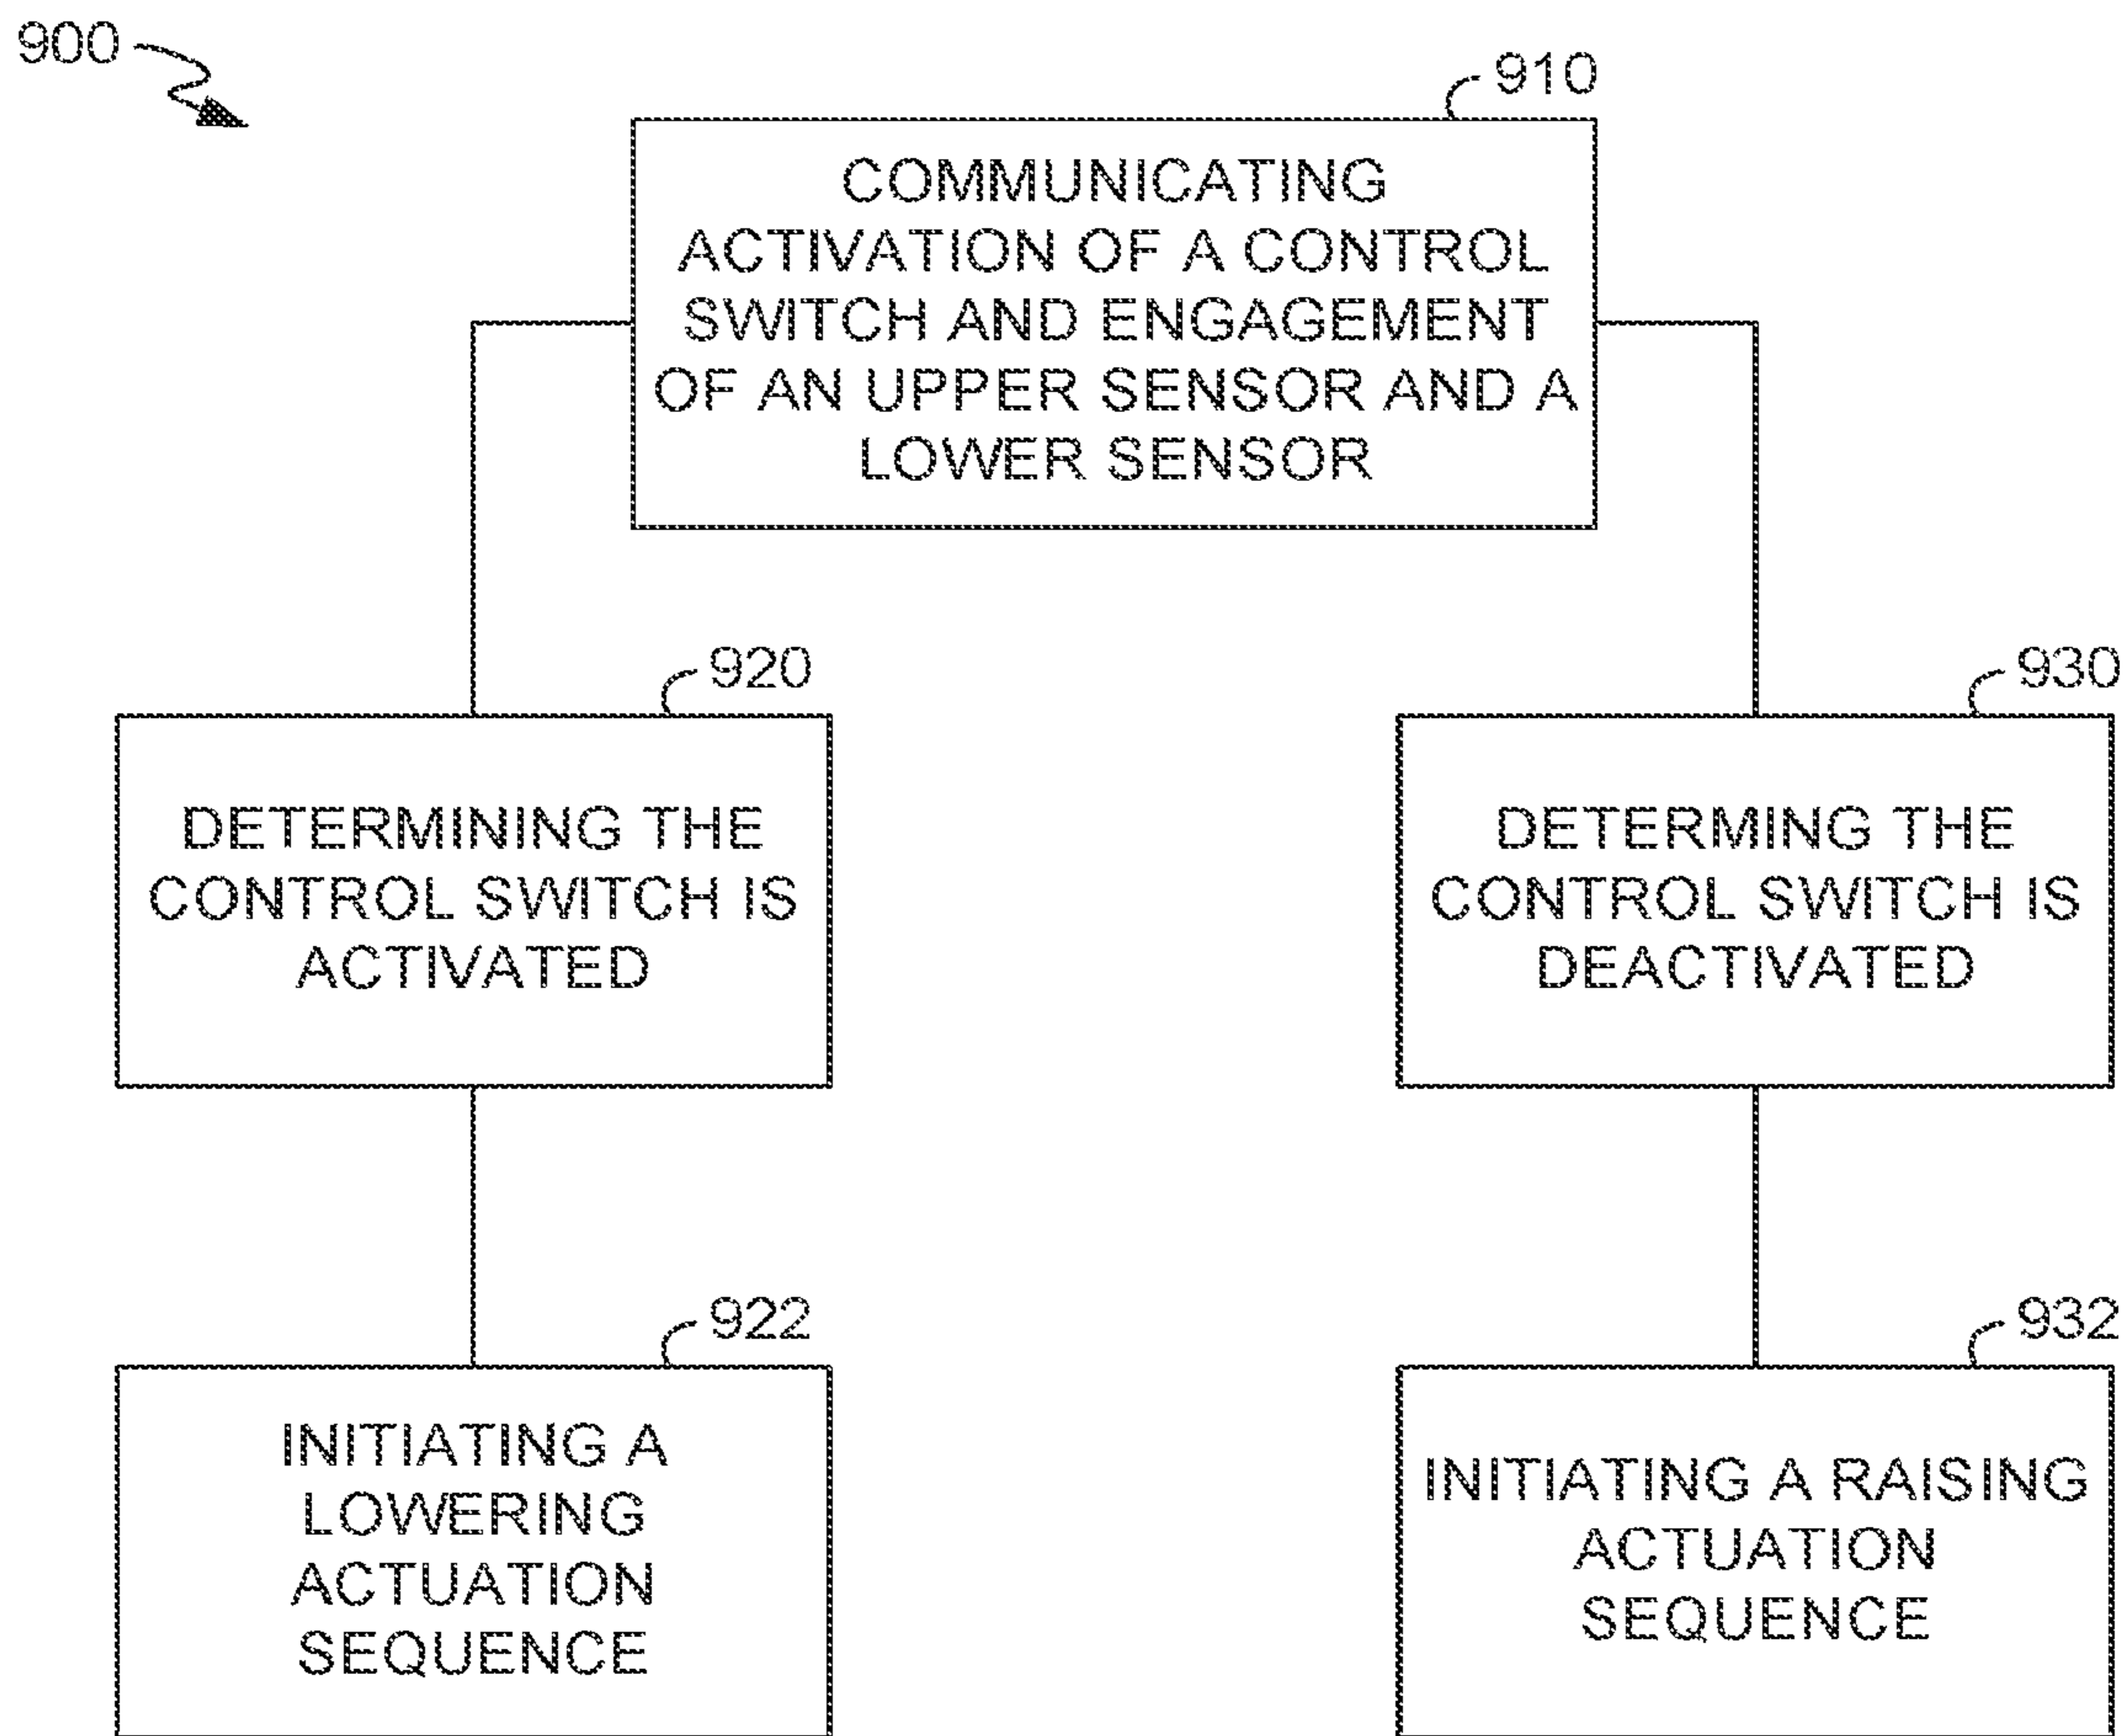 900
910
COMMUNICATING
ACTIVATION OF A CONTROL
SWITCH AND ENGAGEMENT
OF AN UPPER SENSOR AND A
LOWER SENSOR
920
DETERMINING THE
CONTROL SWITCH IS
ACTIVATED
930
DETERMING THE
CONTROL SWITCH IS
DEACTIVATED
922
INITIATING A
LOWERING
ACTUATION
SEQUENCE
932
INITIATING A RAISING
ACTUATION
SEQUENCE